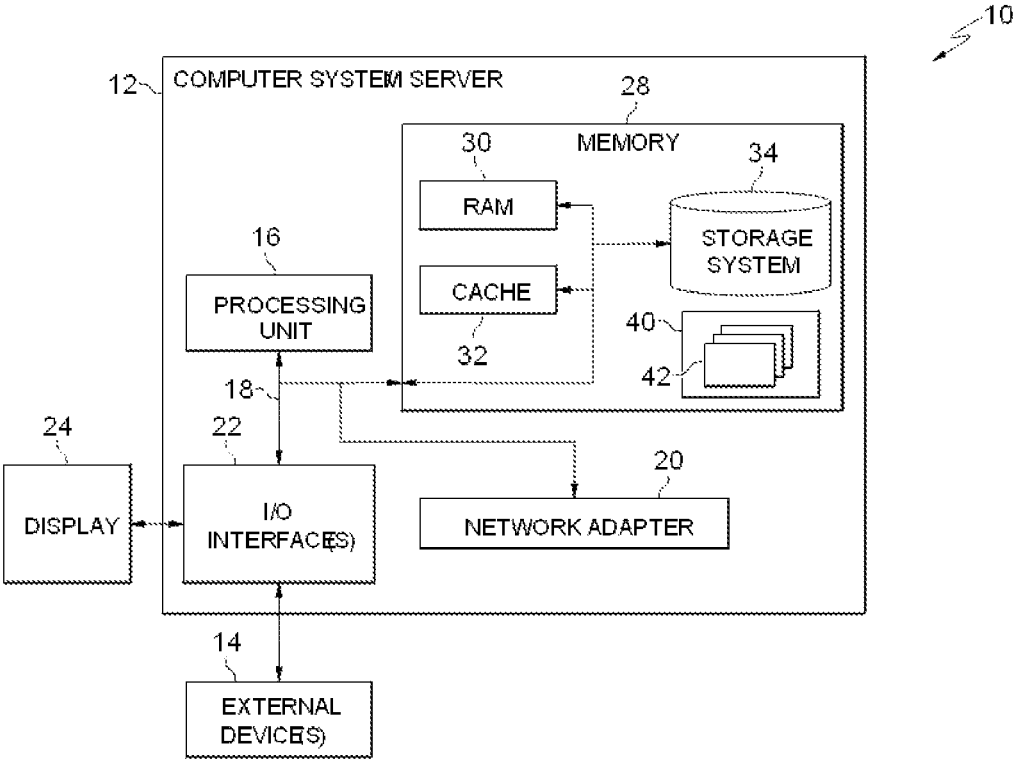 10
12
COMPUTER SYSTEM/ SERVER
28
MEMORY
30
RAM
34
STORAGE
SYSTEM
CACHE
32
40
42
16
PROCESSING
UNIT
18
24
DISPLAY
22
I/O
INTERFACE(S)
20
NETWORK ADAPTER
14
EXTERNAL
DEVICE(S)